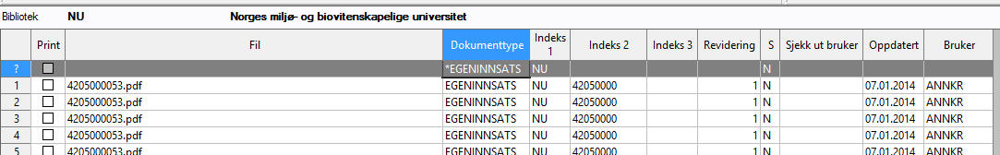 Bibliotek NU Norges miljø- og biovitenskapelige universitet
Print Fil Dokumenttype Indeks 1 Indeks 2 Indeks 3 Revidering S Sjekk ut bruker Oppdatert Bruker
? *EGENINNSATS NU N
1 4205000053.pdf EGENINNSATS NU 42050000 1 N 07.01.2014 ANNKR
2 4205000053.pdf EGENINNSATS NU 42050000 1 N 07.01.2014 ANNKR
3 4205000053.pdf EGENINNSATS NU 42050000 1 N 07.01.2014 ANNKR
4 4205000053.pdf EGENINNSATS NU 42050000 1 N 07.01.2014 ANNKR
5 4205000053.pdf EGENINNSATS NU 42050000 1 N 07.01.2014 ANNKR